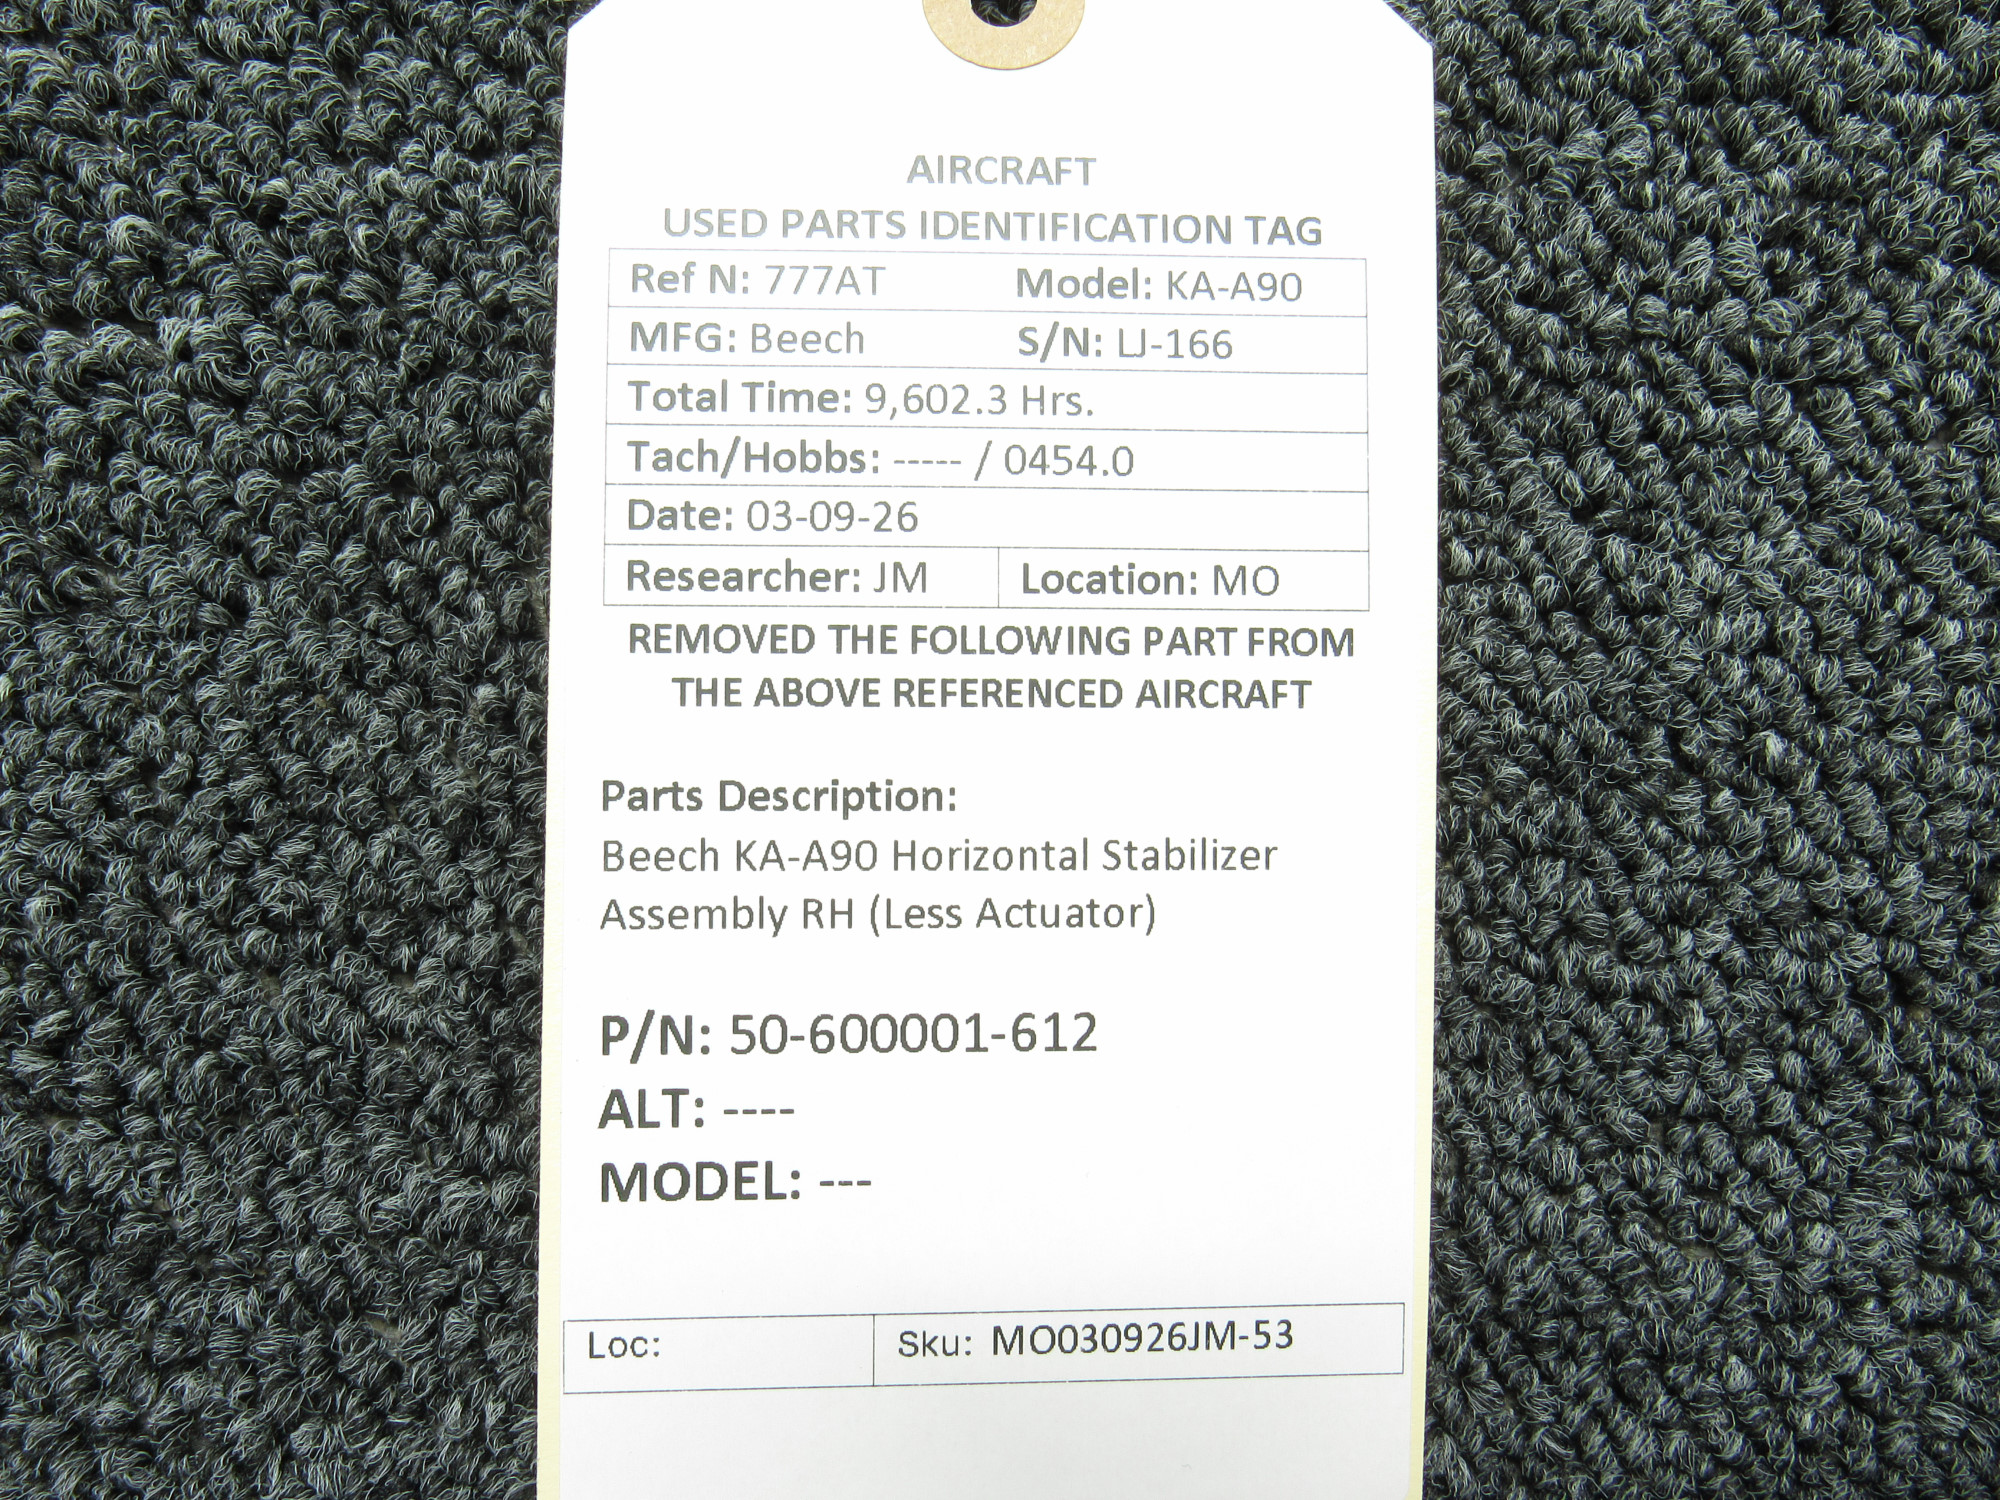 AIRCRAFT
USED PARTS IDENTIFICATION TAG
Ref N: 777AT Model: KA-A90
MFG: Beech S/N: LJ-166
Total Time: 9,602.3 Hrs.
Tach/Hobbs: ----- / 0454.0
Date: 03-09-26
Researcher: JM Location: MO
REMOVED THE FOLLOWING PART FROM
THE ABOVE REFERENCED AIRCRAFT
Parts Description:
Beech KA-A90 Horizontal Stabilizer
Assembly RH (Less Actuator)
P/N: 50-600001-612
ALT: ----
MODEL: ---
Loc: Sku: MO030926JM-53